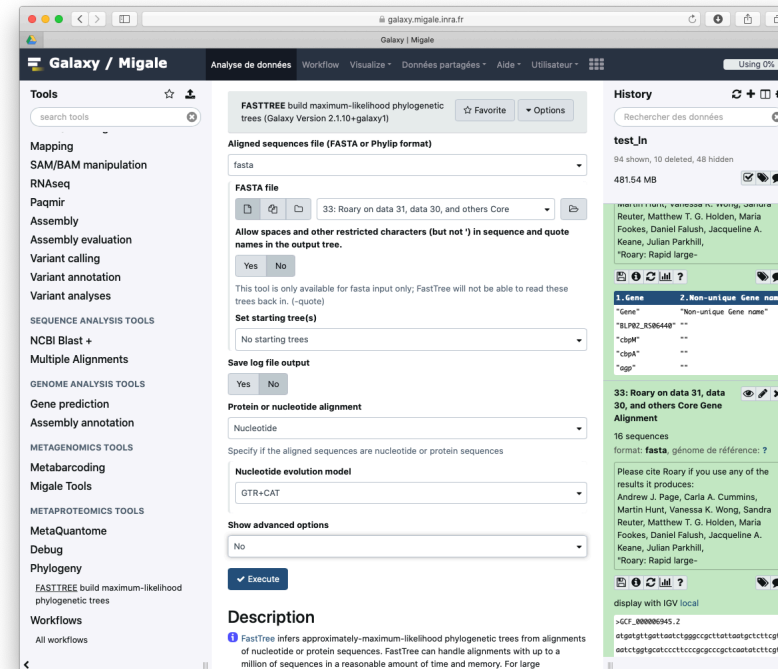 galaxy.migale.inra.fr
Galaxy | Migale
Galaxy / Migale
Analyse de données
Workflow
Visualize
Données partagées
Aide
Utilisateur
Using 0%
Tools
search tools
Mapping
SAM/BAM manipulation
RNAseq
Paqmir
Assembly
Assembly evaluation
Variant calling
Variant annotation
Variant analyses
SEQUENCE ANALYSIS TOOLS
NCBI Blast +
Multiple Alignments
GENOME ANALYSIS TOOLS
Gene prediction
Assembly annotation
METAGENOMICS TOOLS
Metabarcoding
Migale Tools
METAPROTEOMICS TOOLS
MetaQuantome
Debug
Phylogeny
FASTTREE build maximum-likelihood
phylogenetic trees
Workflows
All workflows
FASTTREE build maximum-likelihood phylogenetic
trees (Galaxy Version 2.1.10+galaxy1)
Favorite
Options
Aligned sequences file (FASTA or Phylip format)
fasta
FASTA file
33: Roary on data 31, data 30, and others Core
Allow spaces and other restricted characters (but not ') in sequence and quote
names in the output tree.
Yes No
This tool is only available for fasta input only; FastTree will not be able to read these
trees back in. (-quote)
Set starting tree(s)
No starting trees
Save log file output
Yes No
Protein or nucleotide alignment
Nucleotide
Specify if the aligned sequences are nucleotide or protein sequences
Nucleotide evolution model
GTR+CAT
Show advanced options
No
Execute
Description
FastTree infers approximately-maximum-likelihood phylogenetic trees from alignments
of nucleotide or protein sequences. FastTree can handle alignments with up to a
million of sequences in a reasonable amount of time and memory. For large
History
Rechercher des données
test_ln
94 shown, 10 deleted, 48 hidden
481.54 MB
Martin Hunt, Vanessa K. Wong, Sandra
Reuter, Matthew T. G. Holden, Maria
Fookes, Daniel Falush, Jacqueline A.
Keane, Julian Parkhill,
"Roary: Rapid large-
1.Gene 2.Non-unique Gene nam
"Gene" "Non-unique Gene name"
"BLP02_RS06440" ""
"cbpM" ""
"cbpA" ""
"agp" ""
33: Roary on data 31, data
30, and others Core Gene
Alignment
16 sequences
format: fasta, génome de référence: ?
Please cite Roary if you use any of the
results it produces:
Andrew J. Page, Carla A. Cummins,
Martin Hunt, Vanessa K. Wong, Sandra
Reuter, Matthew T. G. Holden, Maria
Fookes, Daniel Falush, Jacqueline A.
Keane, Julian Parkhill,
"Roary: Rapid large-
display with IGV local
>GCF_000006945.2